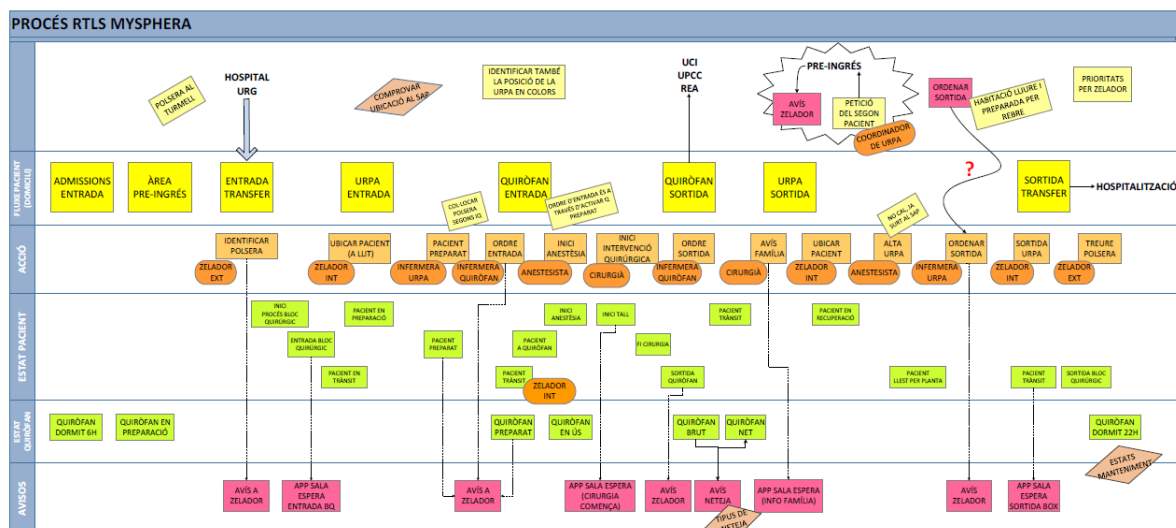 PROCÉS RTLS MYSPHERA
POLSERA AL
TURMELL
HOSPITAL
URG
COMPROVAR
UBICACIÓ AL SAP
IDENTIFICAR TAMBÉ
LA POSICIÓ DE LA
URPA EN COLORS
UCI
UPCC
REA
PRE-INGRÉS
AVÍS
ZELADOR
PETICIÓ
DEL SEGON
PACIENT
COORDINADOR
DE URPA
ORDENAR
SORTIDA
HABITACIÓ LLIURE I
PREPARADA PER
REBRE
PRIORITATS
PER ZELADOR
FLUXE PACIENT
(DOMICILI)
ADMISSIONS
ENTRADA
ÀREA
PRE-INGRÉS
ENTRADA
TRANSFER
URPA
ENTRADA
COL·LOCAR
POLSERA
SEGONS IQ
QUIRÒFAN
ENTRADA
ORDRE D'ENTRADA ÉS A
TRAVÉS D'ACTIVAR Q.
PREPARAT
QUIRÒFAN
SORTIDA
URPA
SORTIDA
NO CAL, JA
SURT AL SAP
?
SORTIDA
TRANSFER
HOSPITALITZACIÓ
ACCIÓ
IDENTIFICAR
POLSERA
ZELADOR
EXT
UBICAR PACIENT
(A LLIT)
ZELADOR
INT
PACIENT
PREPARAT
INFERMERA
URPA
ORDRE
ENTRADA
INFERMERA
QUIRÒFAN
INICI
ANESTÈSIA
ANESTESISTA
INICI
INTERVENCIÓ
QUIRÚRGICA
CIRURGIÀ
ORDRE
SORTIDA
INFERMERA
QUIRÒFAN
AVÍS
FAMÍLIA
CIRURGIÀ
UBICAR
PACIENT
ZELADOR
INT
ALTA
URPA
ANESTESISTA
ORDENAR
SORTIDA
INFERMERA
URPA
SORTIDA
URPA
ZELADOR
INT
TREURE
POLSERA
ZELADOR
EXT
ESTAT PACIENT
INICI
PROCÉS BLOC
QUIRÚRGIC
PACIENT EN
PREPARACIÓ
INICI
ANESTÈSIA
INICI TALL
PACIENT
TRÀNSIT
PACIENT EN
RECUPERACIÓ
ENTRADA BLOC
QUIRÚRGIC
PACIENT
PREPARAT
PACIENT
A QUIRÒFAN
FI CIRURGIA
PACIENT EN
TRÀNSIT
PACIENT
TRÀNSIT
ZELADOR
INT
SORTIDA
QUIRÒFAN
PACIENT
LLEST PER PLANTA
PACIENT
TRÀNSIT
SORTIDA BLOC
QUIRÚRGIC
ESTAT
QUIRÒFAN
QUIRÒFAN
DORMIT 6H
QUIRÒFAN EN
PREPARACIÓ
QUIRÒFAN
PREPARAT
QUIRÒFAN
EN ÚS
QUIRÒFAN
BRUT
QUIRÒFAN
NET
QUIRÒFAN
DORMIT 22H
ESTATS
MANTENIMENT
AVISOS
AVÍS A
ZELADOR
APP SALA
ESPERA
ENTRADA BQ
AVÍS A
ZELADOR
APP SALA ESPERA
(CIRURGIA
COMENÇA)
AVÍS
ZELADOR
AVÍS
NETEJA
TIPUS DE
NETEJA
APP SALA ESPERA
(INFO FAMÍLIA)
AVÍS
ZELADOR
APP SALA
ESPERA
SORTIDA BOX